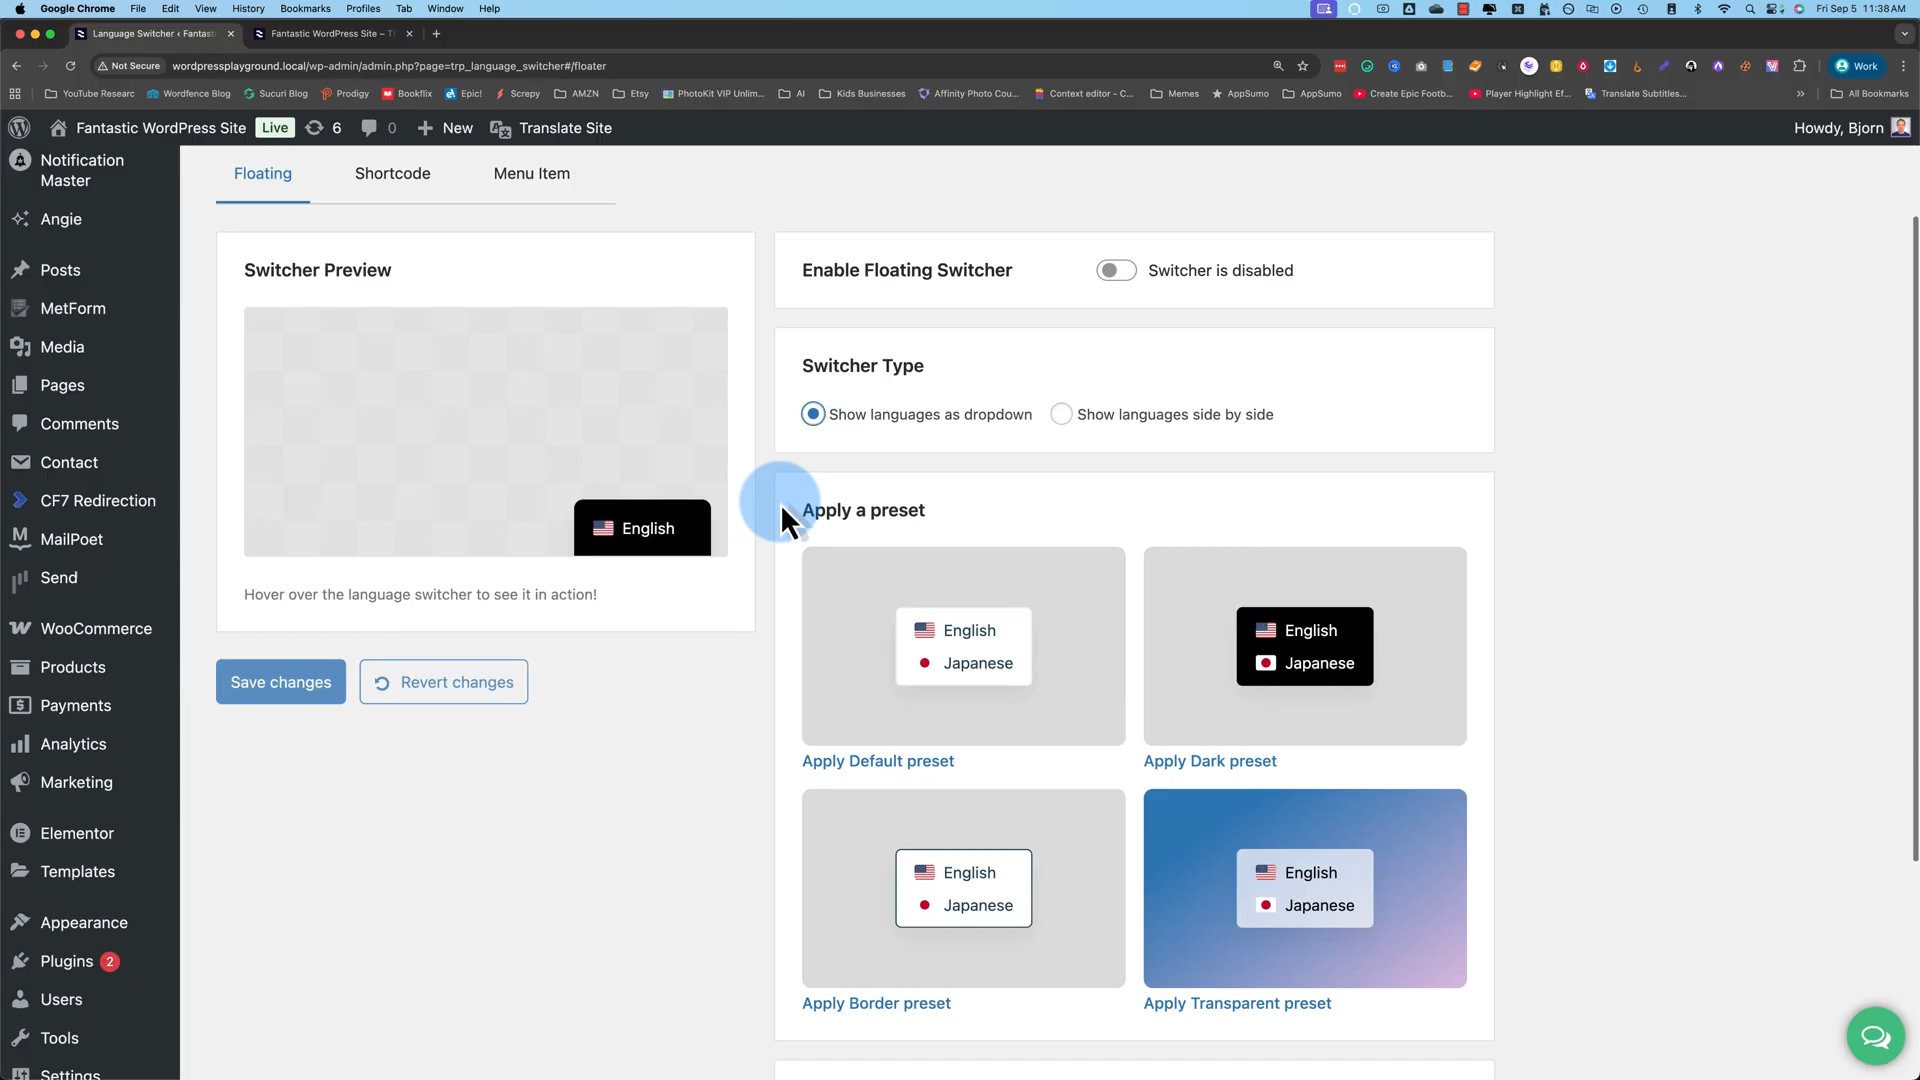 Google Chrome File Edit View History Bookmarks Profiles Tab Window Help Fri Sep 5 11:38 AM
Language Switcher ‹ Fantasti Fantastic WordPress Site – T
Not Secure wordpressplayground.local/wp-admin/admin.php?page=trp_language_switcher#/floater Work
YouTube Researc Wordfence Blog Sucuri Blog Prodigy Bookflix Epic! Screpy AMZN Etsy PhotoKit VIP Unlim... AI Kids Businesses Affinity Photo Cou... Context editor - C... Memes AppSumo AppSumo Create Epic Footb... Player Highlight Ef... Translate Subtitles... » All Bookmarks
Fantastic WordPress Site Live 6 0 New Translate Site Howdy, Bjorn
Notification
Master
Angie
Posts
MetForm
Media
Pages
Comments
Contact
CF7 Redirection
MailPoet
Send
WooCommerce
Products
Payments
Analytics
Marketing
Elementor
Templates
Appearance
Plugins 2
Users
Tools
Settings
Floating Shortcode Menu Item
Switcher Preview
English
Hover over the language switcher to see it in action!
Save changes Revert changes
Enable Floating Switcher Switcher is disabled
Switcher Type
Show languages as dropdown Show languages side by side
Apply a preset
English
Japanese
Apply Default preset
English
Japanese
Apply Dark preset
English
Japanese
Apply Border preset
English
Japanese
Apply Transparent preset